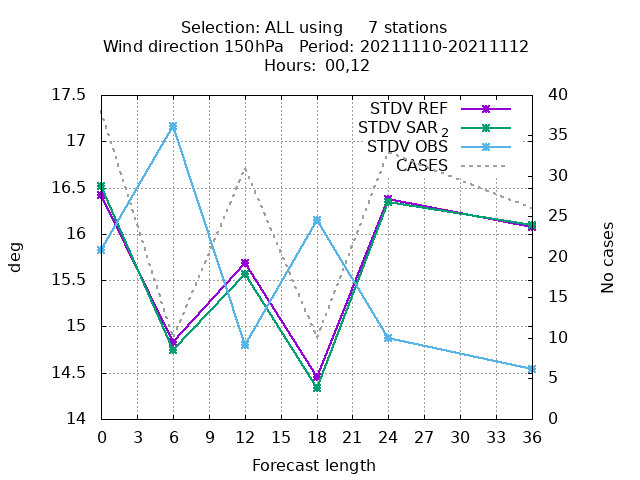 Selection: ALL using     7 stations
Wind direction 150hPa   Period: 20211110-20211112
Hours: 00,12
STDV REF
STDV SAR 2
STDV OBS
CASES
17.5
17
16.5
16
15.5
15
14.5
14
deg
40
35
30
25
20
15
10
5
0
No cases
0 3 6 9 12 15 18 21 24 27 30 33 36
Forecast length